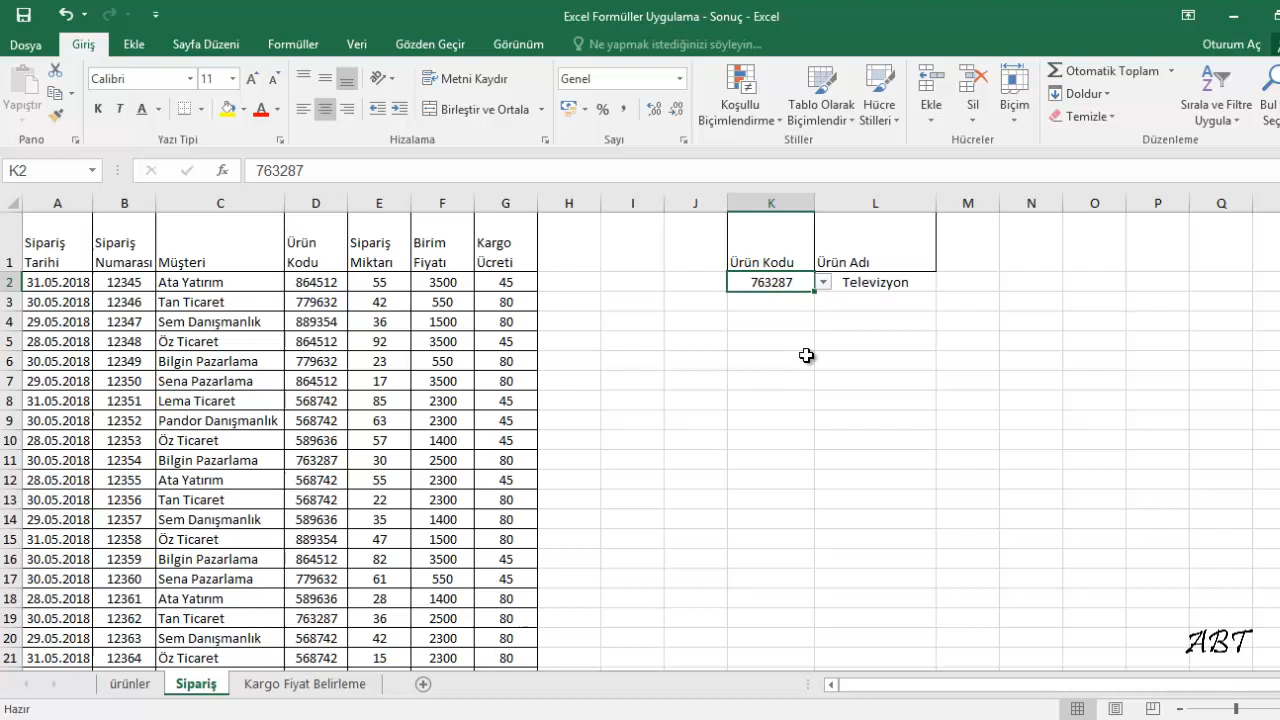 Excel Formüller Uygulama - Sonuç - Excel
Dosya Giriş Ekle Sayfa Düzeni Formüller Veri Gözden Geçir Görünüm Ne yapmak istediğinizi söyleyin... Oturum Aç
Yapıştır
Calibri 11
K T A
Metni Kaydır
Birleştir ve Ortala
Genel
Koşullu Biçimlendirme
Tablo Olarak Biçimlendir
Hücre Stilleri
Ekle Sil Biçim
Otomatik Toplam
Doldur
Temizle
Sırala ve Filtre Uygula
Pano Yazı Tipi Hizalama Sayı Stiller Hücreler Düzenleme
K2 fx 763287
A B C D E F G H I J K L M N O P Q
1 Sipariş Tarihi Sipariş Numarası Müşteri Ürün Kodu Sipariş Miktarı Birim Fiyatı Kargo Ücreti Ürün Kodu Ürün Adı
2 31.05.2018 12345 Ata Yatırım 864512 55 3500 45 763287 Televizyon
3 30.05.2018 12346 Tan Ticaret 779632 42 550 80
4 29.05.2018 12347 Sem Danışmanlık 889354 36 1500 80
5 28.05.2018 12348 Öz Ticaret 864512 92 3500 45
6 30.05.2018 12349 Bilgin Pazarlama 779632 23 550 80
7 29.05.2018 12350 Sena Pazarlama 864512 17 3500 80
8 31.05.2018 12351 Lema Ticaret 568742 85 2300 45
9 30.05.2018 12352 Pandor Danışmanlık 568742 63 2300 45
10 28.05.2018 12353 Öz Ticaret 589636 57 1400 45
11 30.05.2018 12354 Bilgin Pazarlama 763287 30 2500 80
12 28.05.2018 12355 Ata Yatırım 568742 55 2300 45
13 30.05.2018 12356 Tan Ticaret 568742 22 2300 80
14 29.05.2018 12357 Sem Danışmanlık 589636 35 1400 80
15 31.05.2018 12358 Öz Ticaret 889354 47 1500 80
16 30.05.2018 12359 Bilgin Pazarlama 864512 82 3500 45
17 30.05.2018 12360 Sena Pazarlama 779632 61 550 45
18 28.05.2018 12361 Ata Yatırım 589636 28 1400 80
19 30.05.2018 12362 Tan Ticaret 763287 36 2500 80
20 29.05.2018 12363 Sem Danışmanlık 568742 42 2300 80
21 31.05.2018 12364 Öz Ticaret 568742 15 2300 80
ABT
ürünler Sipariş Kargo Fiyat Belirleme
Hazır